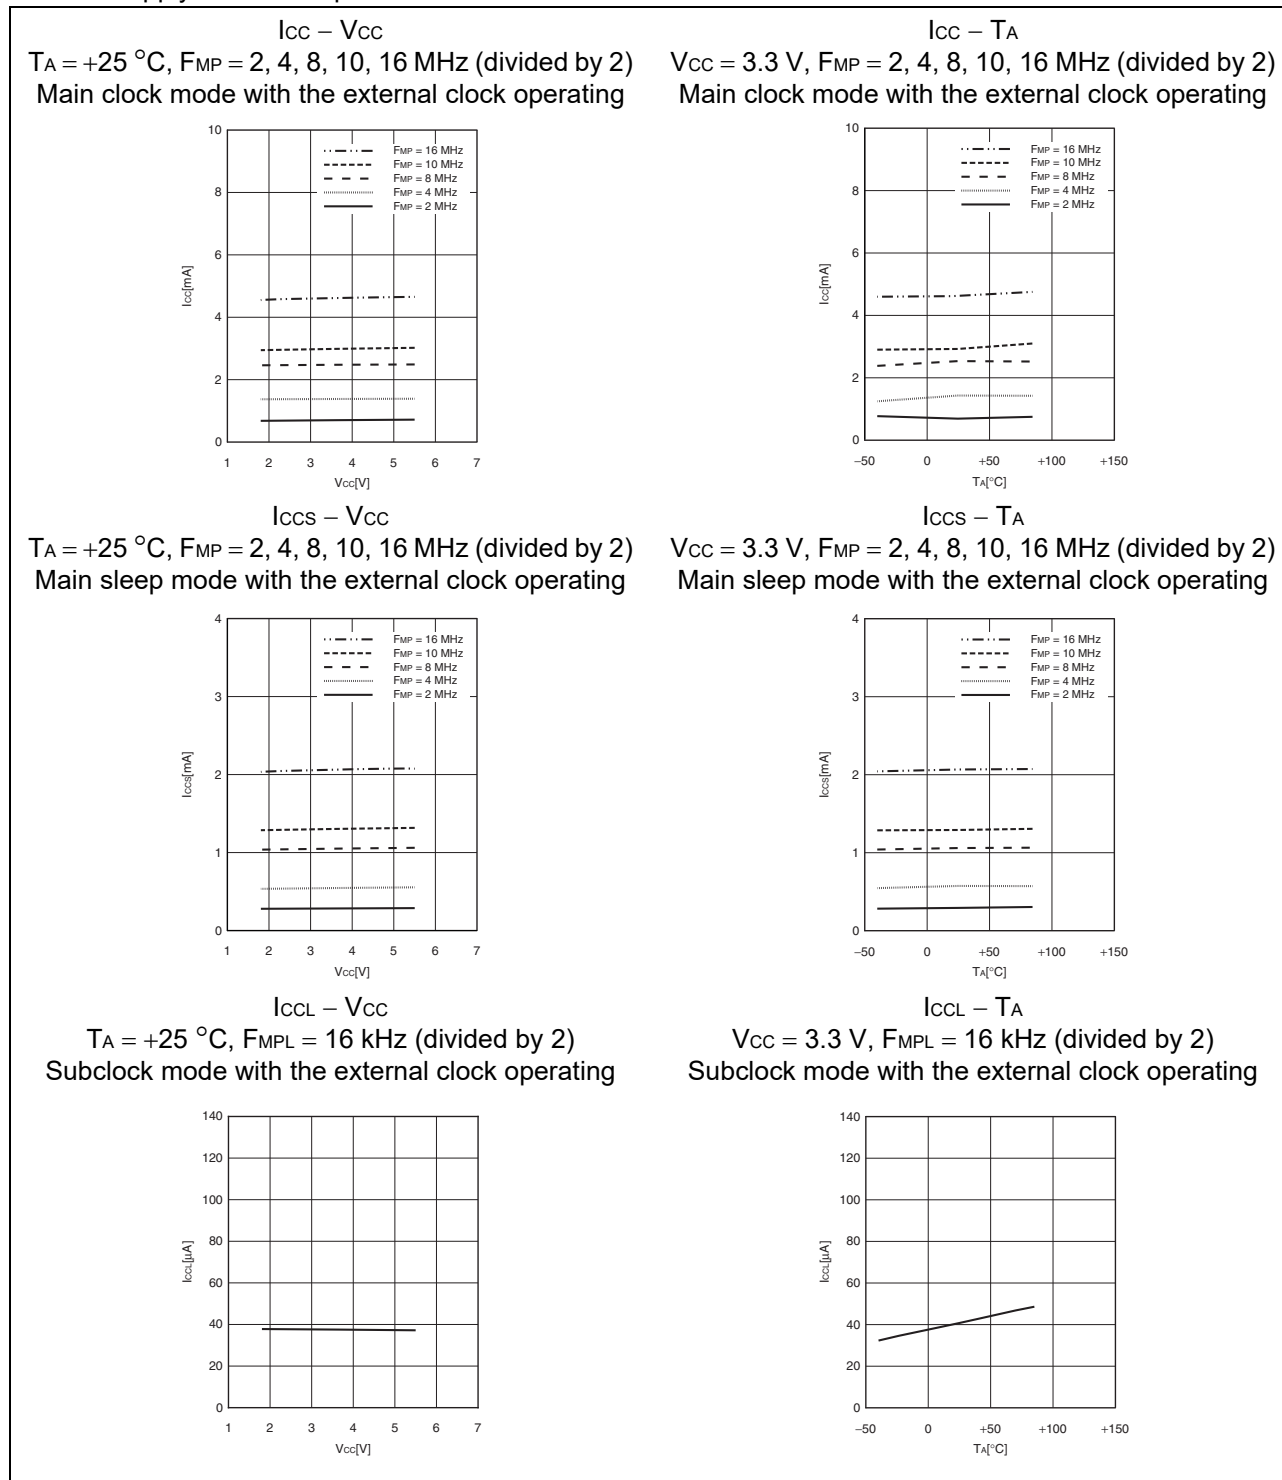 ICC − VCC
TA = +25 °C, FMP = 2, 4, 8, 10, 16 MHz (divided by 2)
Main clock mode with the external clock operating
10
8
6
4
2
0
ICC[mA]
FMP = 16 MHz
FMP = 10 MHz
FMP = 8 MHz
FMP = 4 MHz
FMP = 2 MHz
1 2 3 4 5 6 7
VCC[V]
ICC − TA
VCC = 3.3 V, FMP = 2, 4, 8, 10, 16 MHz (divided by 2)
Main clock mode with the external clock operating
10
8
6
4
2
0
ICC[mA]
FMP = 16 MHz
FMP = 10 MHz
FMP = 8 MHz
FMP = 4 MHz
FMP = 2 MHz
−50 0 +50 +100 +150
TA[°C]
ICCS − VCC
TA = +25 °C, FMP = 2, 4, 8, 10, 16 MHz (divided by 2)
Main sleep mode with the external clock operating
4
3
2
1
0
ICCS[mA]
FMP = 16 MHz
FMP = 10 MHz
FMP = 8 MHz
FMP = 4 MHz
FMP = 2 MHz
1 2 3 4 5 6 7
VCC[V]
ICCS − TA
VCC = 3.3 V, FMP = 2, 4, 8, 10, 16 MHz (divided by 2)
Main sleep mode with the external clock operating
4
3
2
1
0
ICCS[mA]
FMP = 16 MHz
FMP = 10 MHz
FMP = 8 MHz
FMP = 4 MHz
FMP = 2 MHz
−50 0 +50 +100 +150
TA[°C]
ICCL − VCC
TA = +25 °C, FMPL = 16 kHz (divided by 2)
Subclock mode with the external clock operating
140
120
100
80
60
40
20
0
ICCL[µA]
1 2 3 4 5 6 7
VCC[V]
ICCL − TA
VCC = 3.3 V, FMPL = 16 kHz (divided by 2)
Subclock mode with the external clock operating
140
120
100
80
60
40
20
0
ICCL[µA]
−50 0 +50 +100 +150
TA[°C]